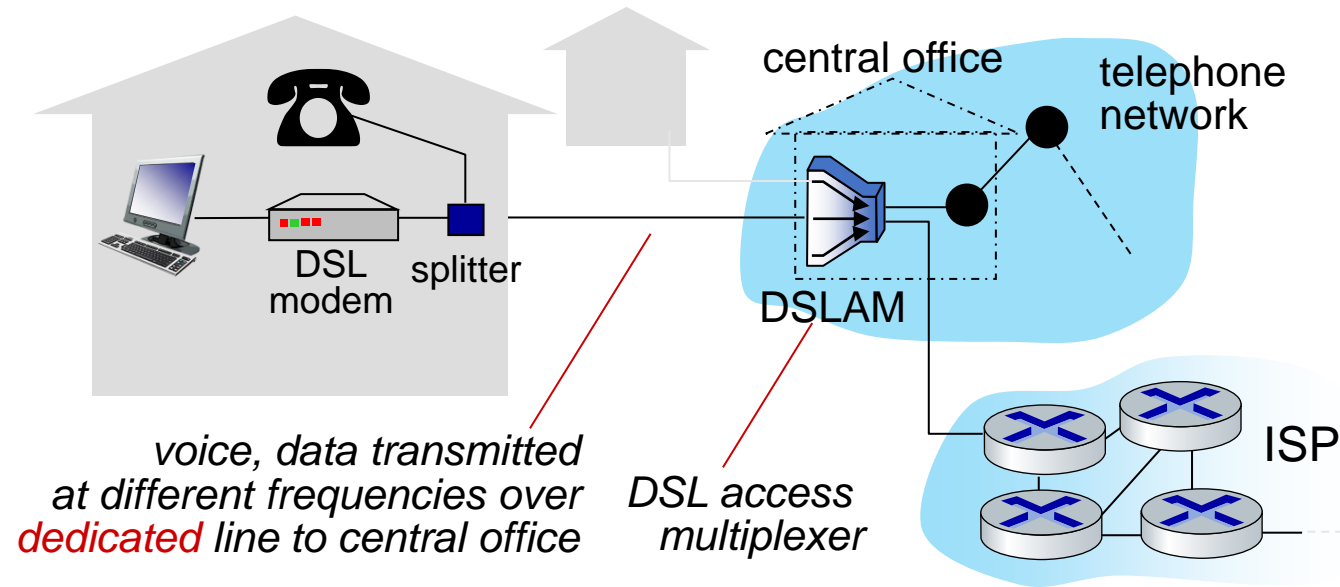 central office
telephone
network
DSL
modem
splitter
DSLAM
voice, data transmitted
at different frequencies over
dedicated line to central office
DSL access
multiplexer
ISP